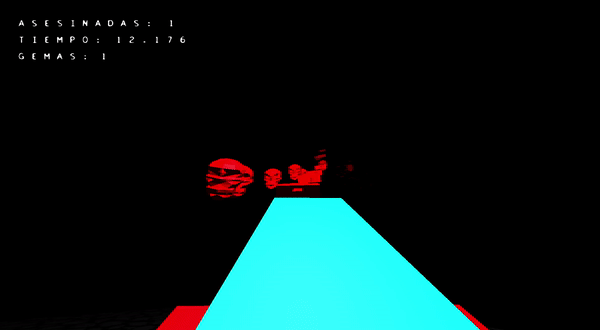 ASESINADAS: 1
TIEMPO: 12.176
GEMAS: 1